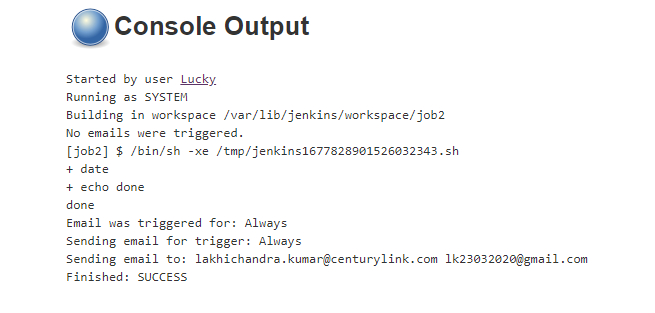 Console Output
Started by user Lucky
Running as SYSTEM
Building in workspace /var/lib/jenkins/workspace/job2
No emails were triggered.
[job2] $ /bin/sh -xe /tmp/jenkins1677828901526032343.sh
+ date
+ echo done
done
Email was triggered for: Always
Sending email for trigger: Always
Sending email to: lakhichandra.kumar@centurylink.com lk23032020@gmail.com
Finished: SUCCESS